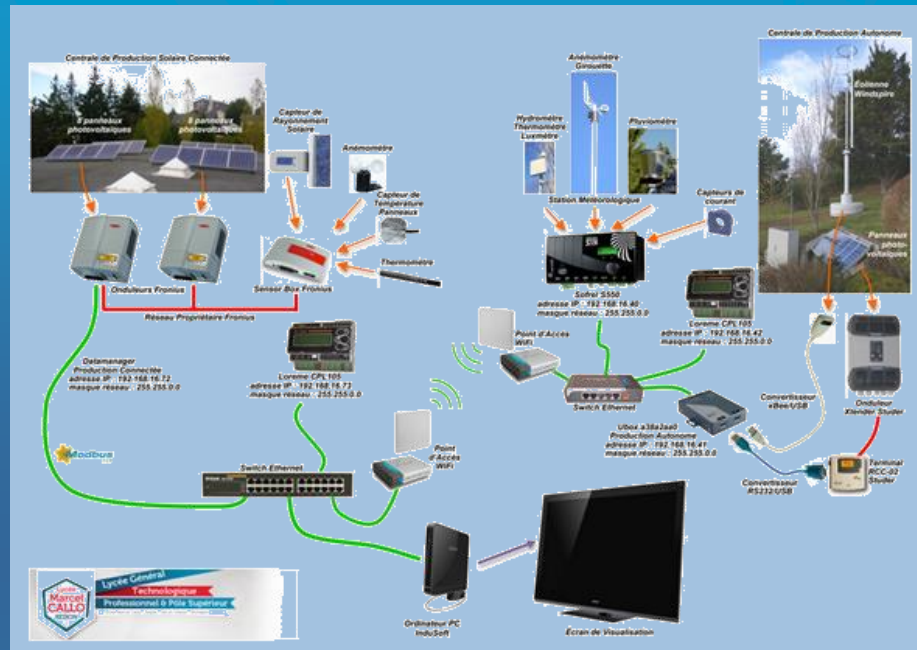 Centrale de Production Solaire Connectée
8 panneaux
photovoltaïques
8 panneaux
photovoltaïques
Capteur de
Rayonnement
Solaire
Anémomètre
Capteur de
Température
Panneaux
Thermomètre
Onduleurs Fronius
Sensor Box Fronius
Réseau Propriétaire Fronius
Anémomètre
Girouette
Hydromètre
Thermomètre
Luxmètre
Pluviomètre
Station Météorologique
Capteurs de
courant
Centrale de Production Autonome
Eolienne
Windspire
Panneaux
photo-
voltaïques
Sofrel S550
adresse IP : 192.168.16.40
masque réseau : 255.255.0.0
Loreme CPL105
adresse IP : 192.168.16.42
masque réseau : 255.255.0.0
Datamanager
Production Connectée
adresse IP : 192.168.16.72
masque réseau : 255.255.0.0
Loreme CPL105
adresse IP : 192.168.16.73
masque réseau : 255.255.0.0
Point d'Accès
WiFi
Switch Ethernet
Convertisseur
xBee/USB
Onduleur
Xtender Studer
Ubox a38a2aa0
Production Autonome
adresse IP : 192.168.16.41
masque réseau : 255.255.0.0
Modbus
Switch Ethernet
Point
d'Accès
WiFi
Convertisseur
RS232/USB
Terminal
RCC-02
Studer
Ordinateur PC
InduSoft
Ecran de Visualisation
Lycée
Marcel
CALLO
REDON
Lycée Général
Technologique
Professionnel & Pôle Supérieur